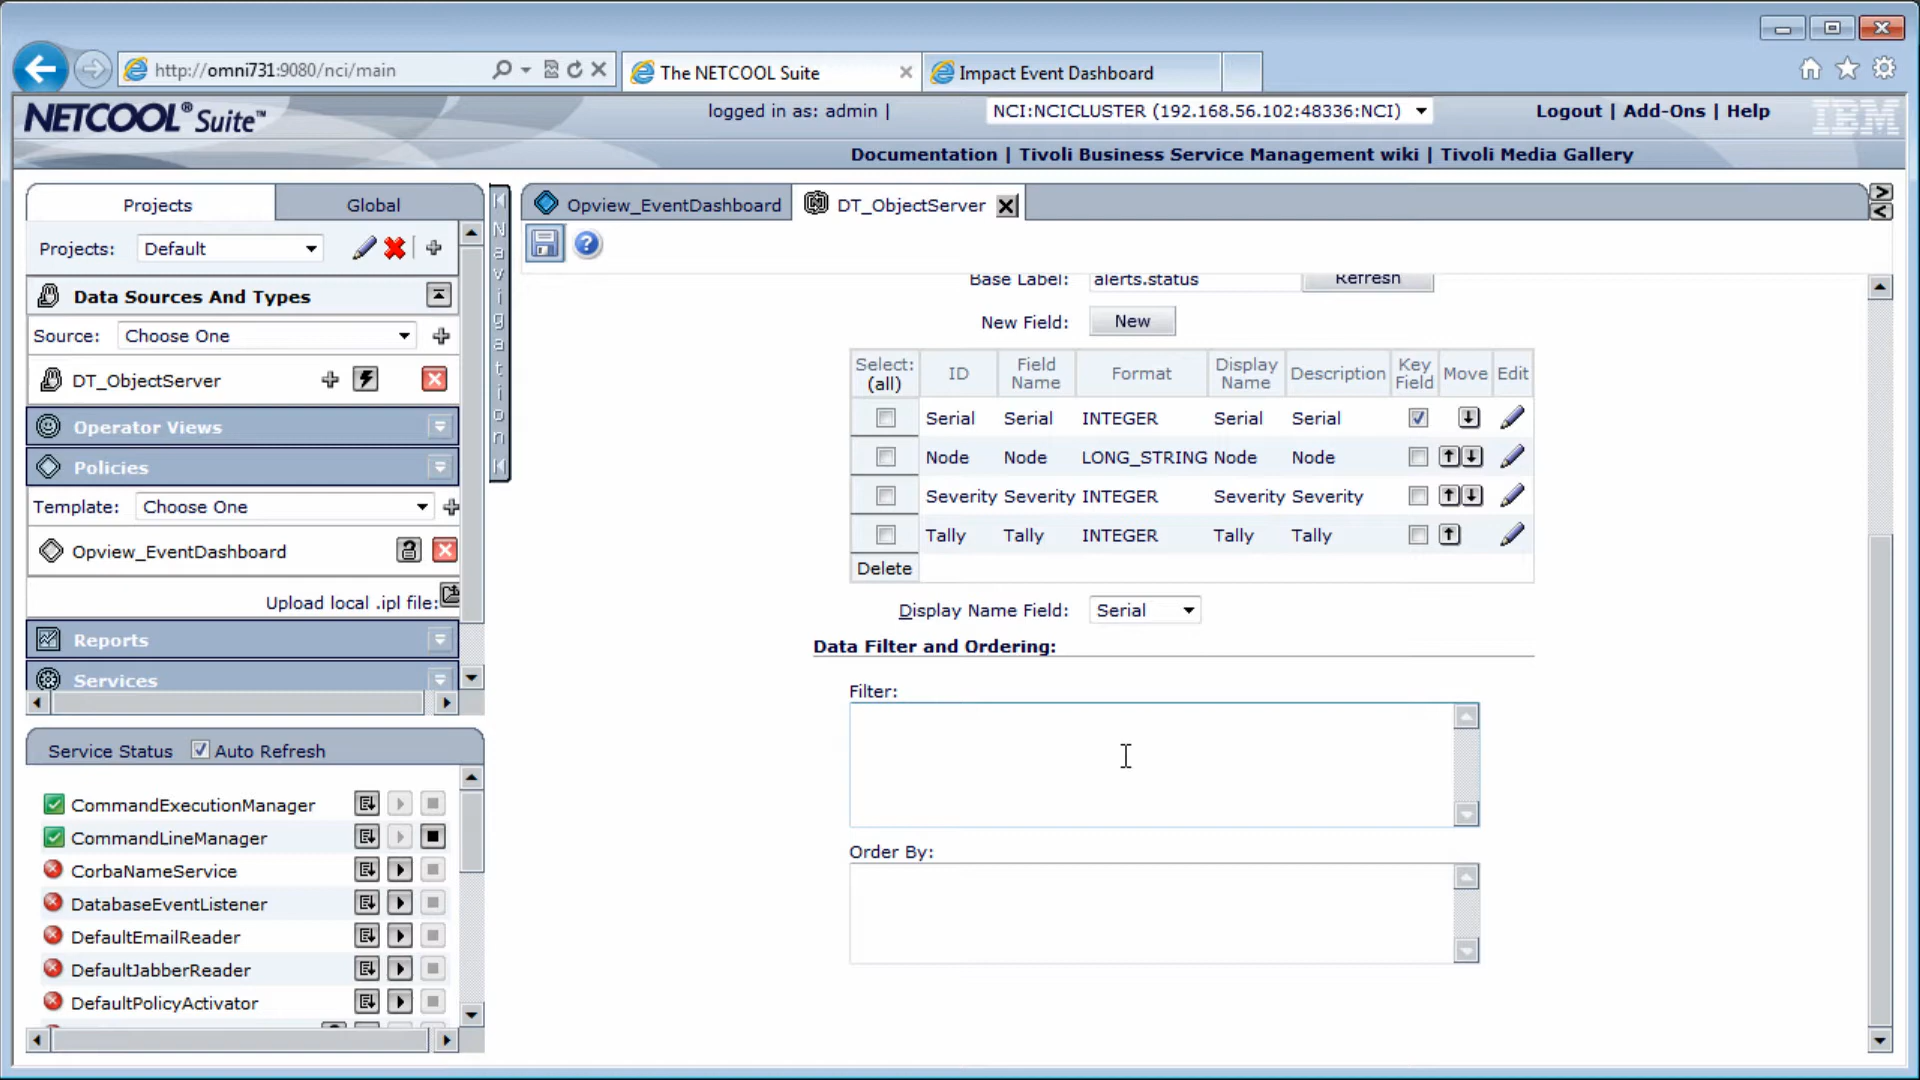 http://omni731:9080/nci/main
The NETCOOL Suite
Impact Event Dashboard
NETCOOL® Suite™
logged in as: admin |
NCI:NCICLUSTER (192.168.56.102:48336:NCI)
Logout | Add-Ons | Help
IBM
Documentation | Tivoli Business Service Management wiki | Tivoli Media Gallery
Projects
Global
Projects:
Default
Data Sources And Types
Source:
Choose One
DT_ObjectServer
Operator Views
Policies
Template:
Choose One
Opview_EventDashboard
Upload local .ipl file:
Reports
Services
Service Status
Auto Refresh
CommandExecutionManager
CommandLineManager
CorbaNameService
DatabaseEventListener
DefaultEmailReader
DefaultJabberReader
DefaultPolicyActivator
Navigation
Opview_EventDashboard
DT_ObjectServer
Base Label:
alerts.status
Refresh
New Field:
New
Select: (all)
ID
Field Name
Format
Display Name
Description
Key Field
Move
Edit
Serial Serial INTEGER Serial Serial
Node Node LONG_STRING Node Node
Severity Severity INTEGER Severity Severity
Tally Tally INTEGER Tally Tally
Delete
Display Name Field:
Serial
Data Filter and Ordering:
Filter:
Order By: